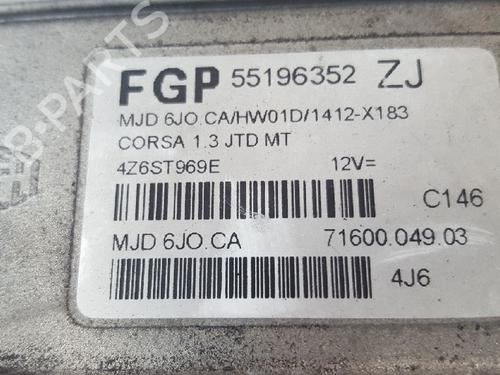 FGP 55196352 ZJ
MJD 6JO.CA/HW01D/1412-X183
CORSA 1.3 JTD MT
4Z6ST969E 12V=
C146
MJD 6JO.CA 71600.049.03
4J6